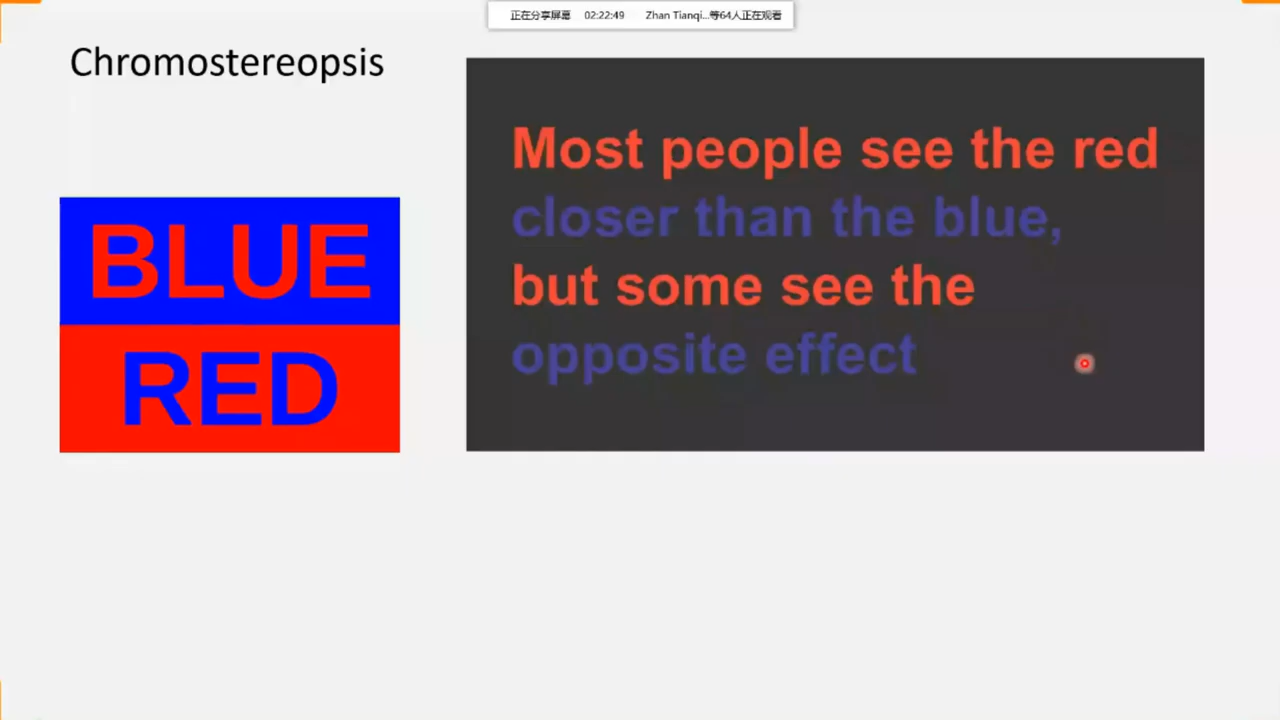 正在分享屏幕 02:22:49 Zhan Tianqi...等64人正在观看
Chromostereopsis
BLUE
RED
Most people see the red
closer than the blue,
but some see the
opposite effect